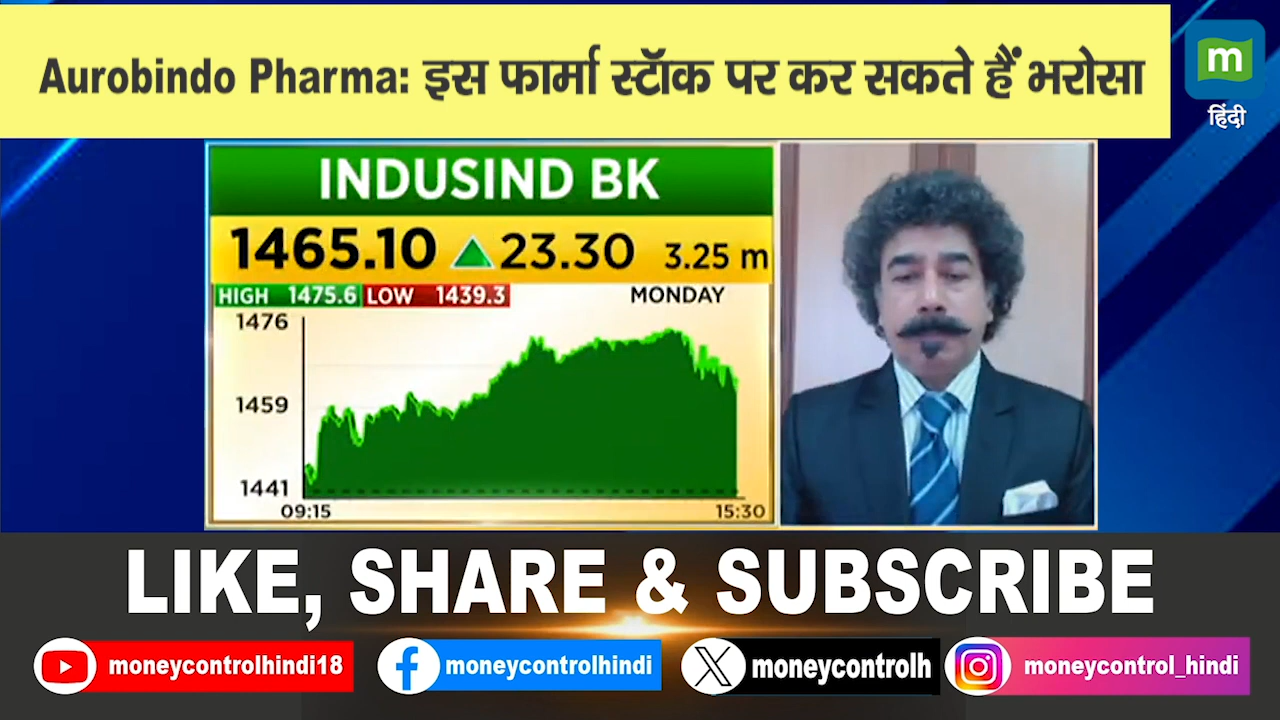 Aurobindo Pharma: इस फार्मा स्टॉक पर कर सकते हैं भरोसा
m
हिंदी
INDUSIND BK
1465.10 ▲ 23.30 3.25 m
HIGH 1475.6 LOW 1439.3 MONDAY
1476
1459
1441
09:15 15:30
LIKE, SHARE & SUBSCRIBE
moneycontrolhindi18 moneycontrolhindi moneycontrolh moneycontrol_hindi